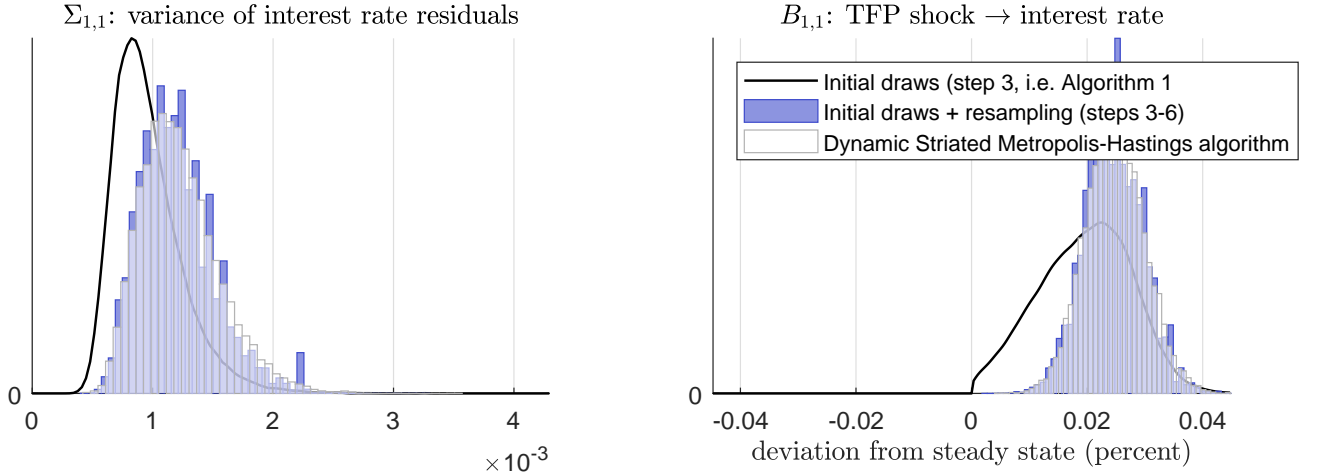 Σ₁,₁: variance of interest rate residuals
0
0 1 2 3 4
×10⁻³
B₁,₁: TFP shock → interest rate
Initial draws (step 3, i.e. Algorithm 1
Initial draws + resampling (steps 3-6)
Dynamic Striated Metropolis-Hastings algorithm
0
-0.04 -0.02 0 0.02 0.04
deviation from steady state (percent)